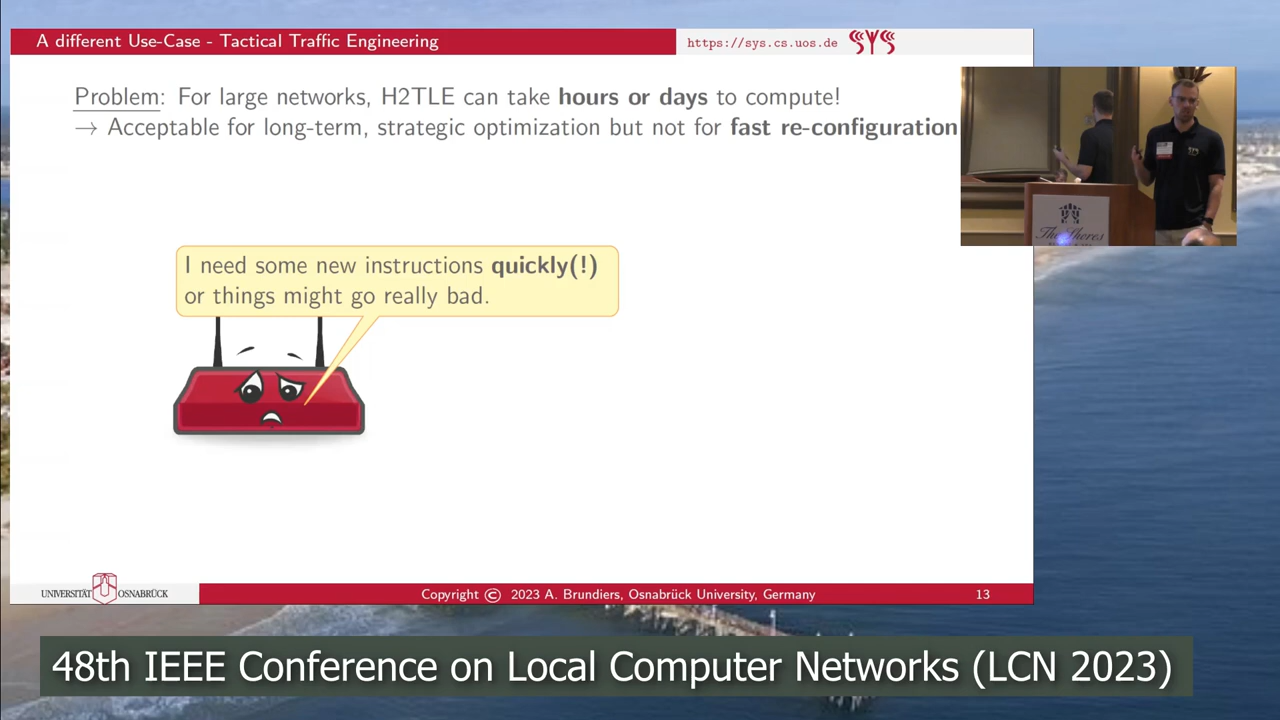 A different Use-Case - Tactical Traffic Engineering
https://sys.cs.uos.de
SYS
Problem: For large networks, H2TLE can take hours or days to compute!
→ Acceptable for long-term, strategic optimization but not for fast re-configuration
I need some new instructions quickly(!)
or things might go really bad.
The Shores
UNIVERSITÄT OSNABRÜCK
Copyright © 2023 A. Brundiers, Osnabrück University, Germany
13
48th IEEE Conference on Local Computer Networks (LCN 2023)